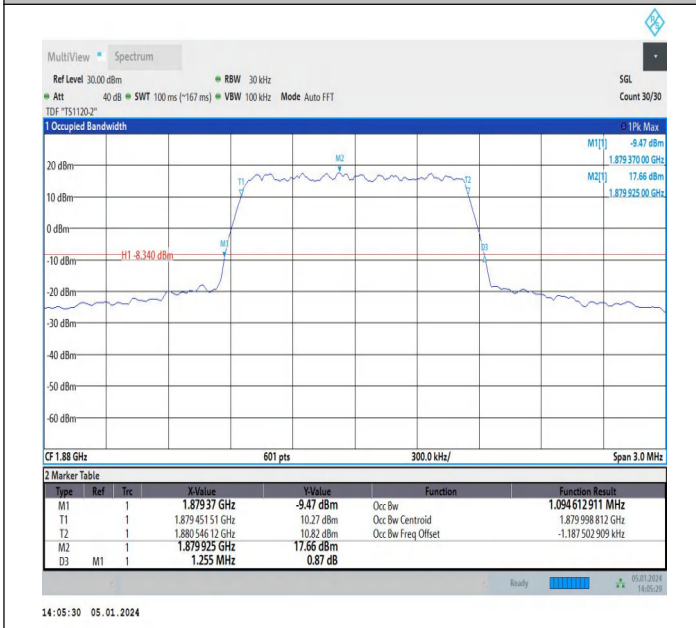 MultiView Spectrum
Ref Level 30.00 dBm RBW 30 kHz SGL
Att 40 dB SWT 100 ms (~167 ms) VBW 100 kHz Mode Auto FFT Count 30/30
TDF "TS1120-2"
1 Occupied Bandwidth 1Pk Max
M1[1] -9.47 dBm
1.879 370 00 GHz
M2[1] 17.66 dBm
1.879 925 00 GHz
M2
20 dBm
T1 T2
10 dBm
0 dBm
M1
D3
H1 -8.340 dBm
-10 dBm
-20 dBm
-30 dBm
-40 dBm
-50 dBm
-60 dBm
CF 1.88 GHz 601 pts 300.0 kHz/ Span 3.0 MHz
2 Marker Table
Type Ref Trc X-Value Y-Value Function Function Result
M1 1 1.87937 GHz -9.47 dBm Occ Bw 1.094 612 911 MHz
T1 1 1.879 451 51 GHz 10.27 dBm Occ Bw Centroid 1.879 998 812 GHz
T2 1 1.880 546 12 GHz 10.82 dBm Occ Bw Freq Offset -1.187 502 909 kHz
M2 1 1.879 925 GHz 17.66 dBm
D3 M1 1 1.255 MHz 0.87 dB
Ready 05.01.2024
14:05:29
14:05:30 05.01.2024